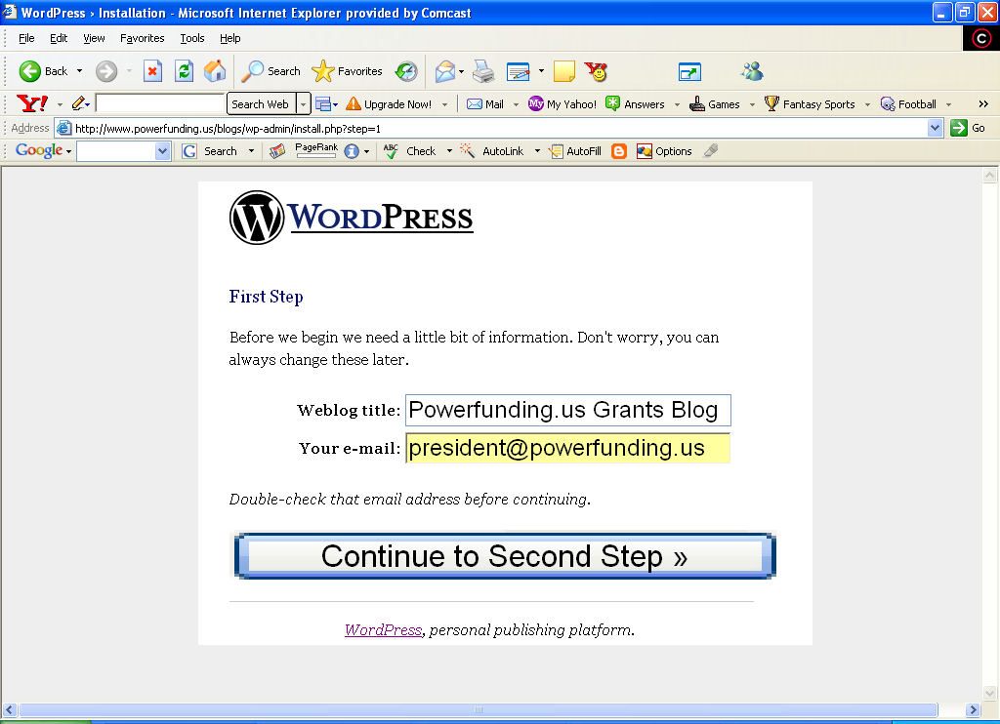 WordPress › Installation - Microsoft Internet Explorer provided by Comcast
File Edit View Favorites Tools Help
C
Back Search Favorites
Y! Search Web Upgrade Now! Mail My Yahoo! Answers Games Fantasy Sports Football »
Address http://www.powerfunding.us/blogs/wp-admin/install.php?step=1 Go
Google G Search PageRank ABC Check AutoLink AutoFill Options
W WORDPRESS
First Step
Before we begin we need a little bit of information. Don't worry, you can
always change these later.
Weblog title: Powerfunding.us Grants Blog
Your e-mail: president@powerfunding.us
Double-check that email address before continuing.
Continue to Second Step »
WordPress, personal publishing platform.